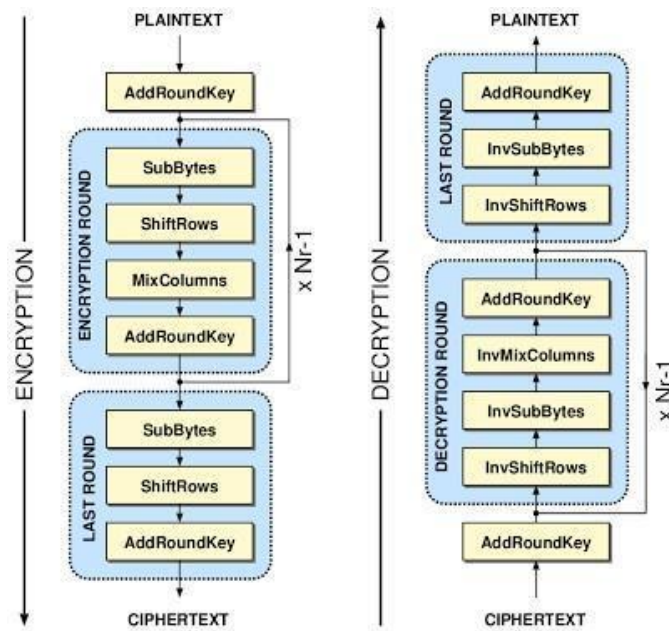 PLAINTEXT
AddRoundKey
ENCRYPTION ROUND
SubBytes
ShiftRows
MixColumns
AddRoundKey
x Nr-1
LAST ROUND
SubBytes
ShiftRows
AddRoundKey
CIPHERTEXT
ENCRYPTION
PLAINTEXT
LAST ROUND
AddRoundKey
InvSubBytes
InvShiftRows
DECRYPTION ROUND
AddRoundKey
InvMixColumns
InvSubBytes
InvShiftRows
x Nr-1
AddRoundKey
CIPHERTEXT
DECRYPTION